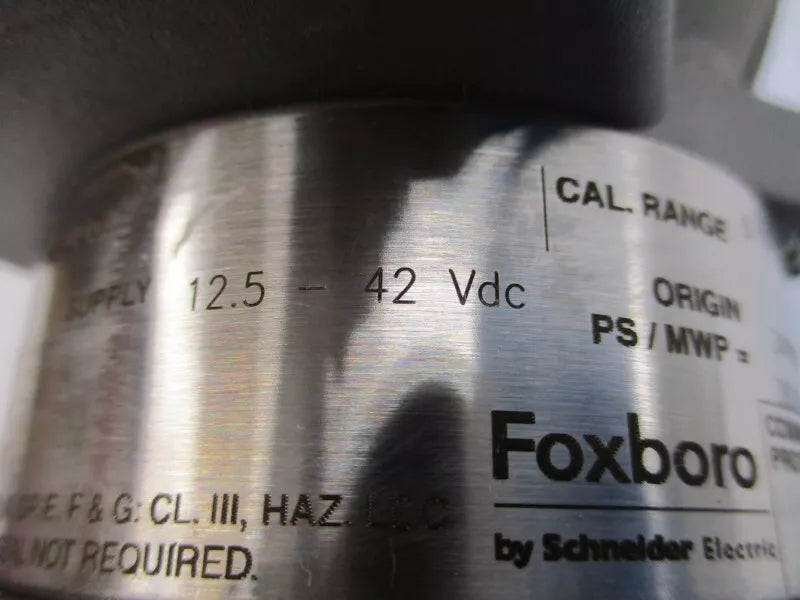 CAL. RANGE
SUPPLY 12.5 - 42 Vdc
ORIGIN
PS / MWP =
Foxboro
by Schneider Electric
E, F & G: CL. III, HAZ. LOC
NOT REQUIRED.